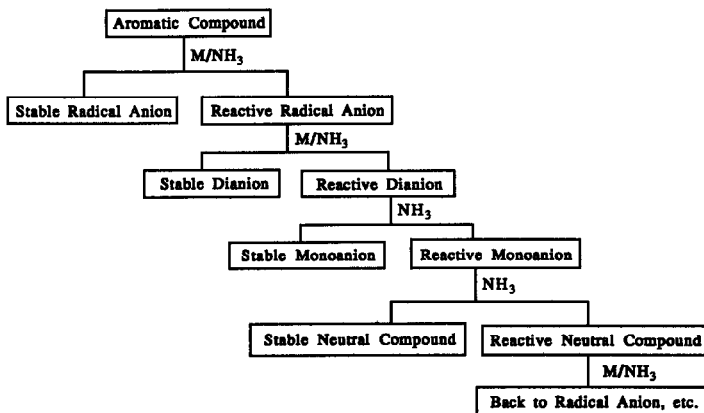 Aromatic Compound
M/NH₃
Stable Radical Anion Reactive Radical Anion
M/NH₃
Stable Dianion Reactive Dianion
NH₃
Stable Monoanion Reactive Monoanion
NH₃
Stable Neutral Compound Reactive Neutral Compound
M/NH₃
Back to Radical Anion, etc.